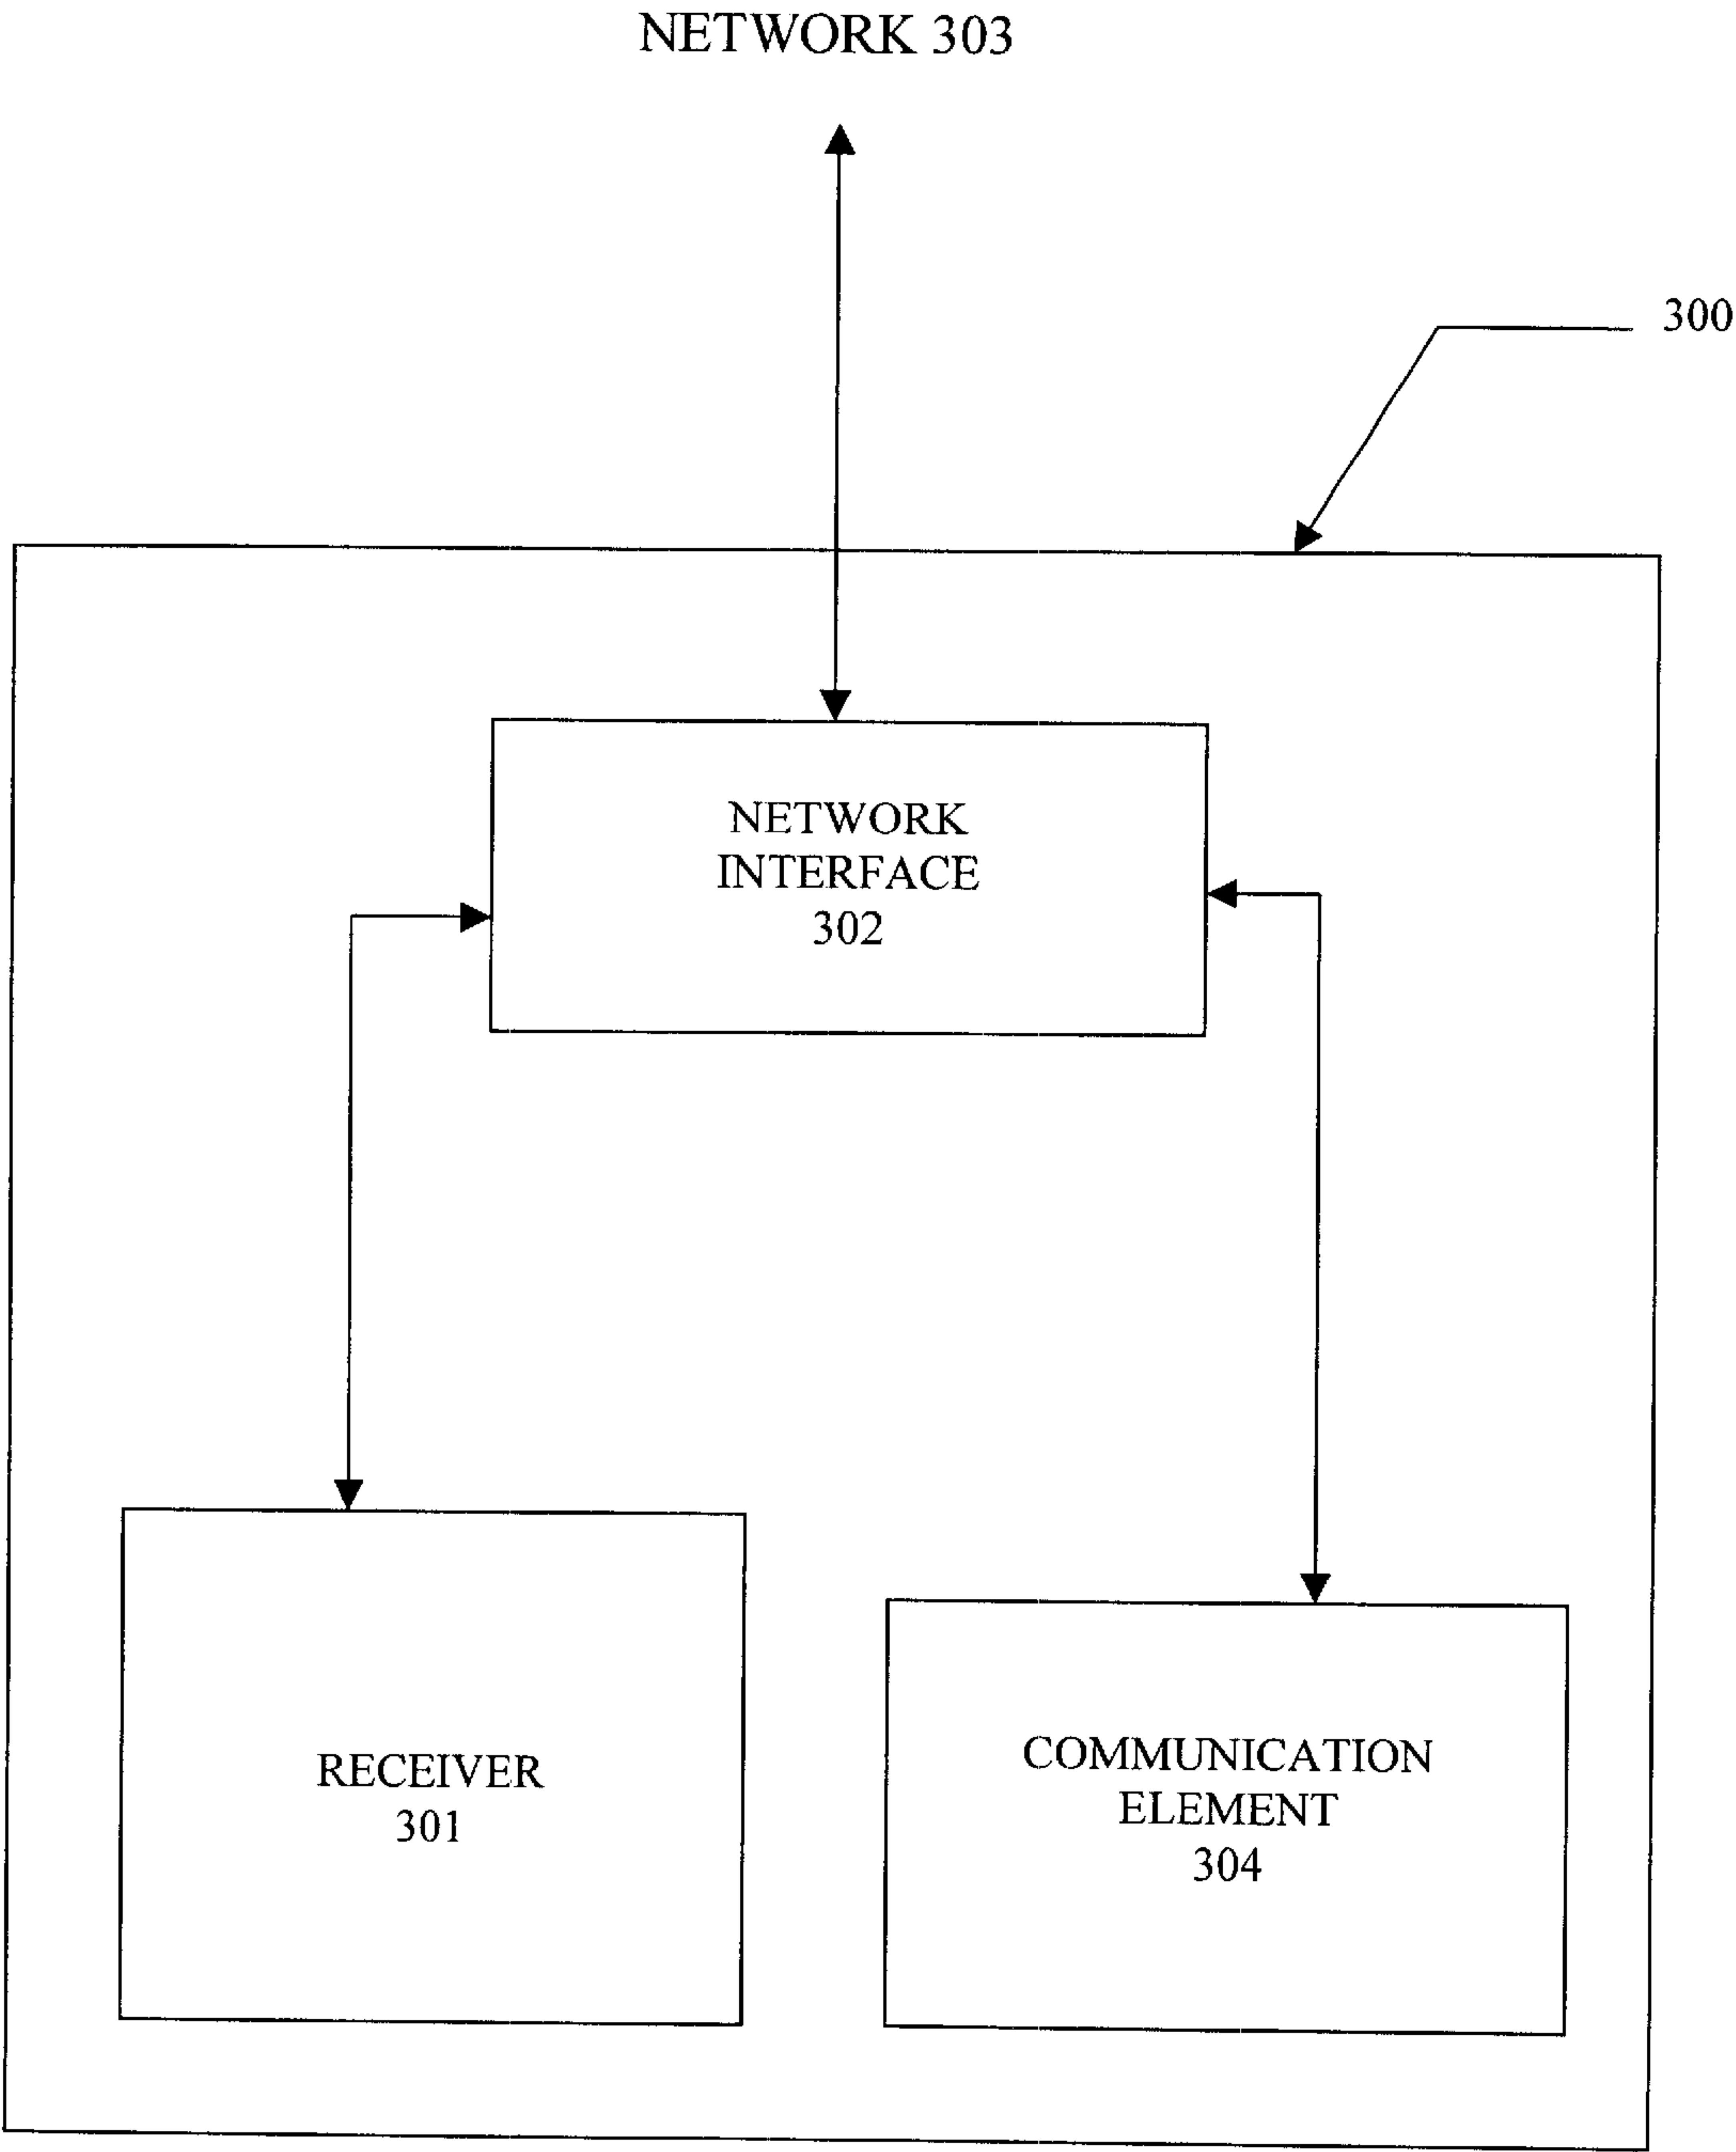 NETWORK 303
300
NETWORK
INTERFACE
302
RECEIVER
301
COMMUNICATION
ELEMENT
304